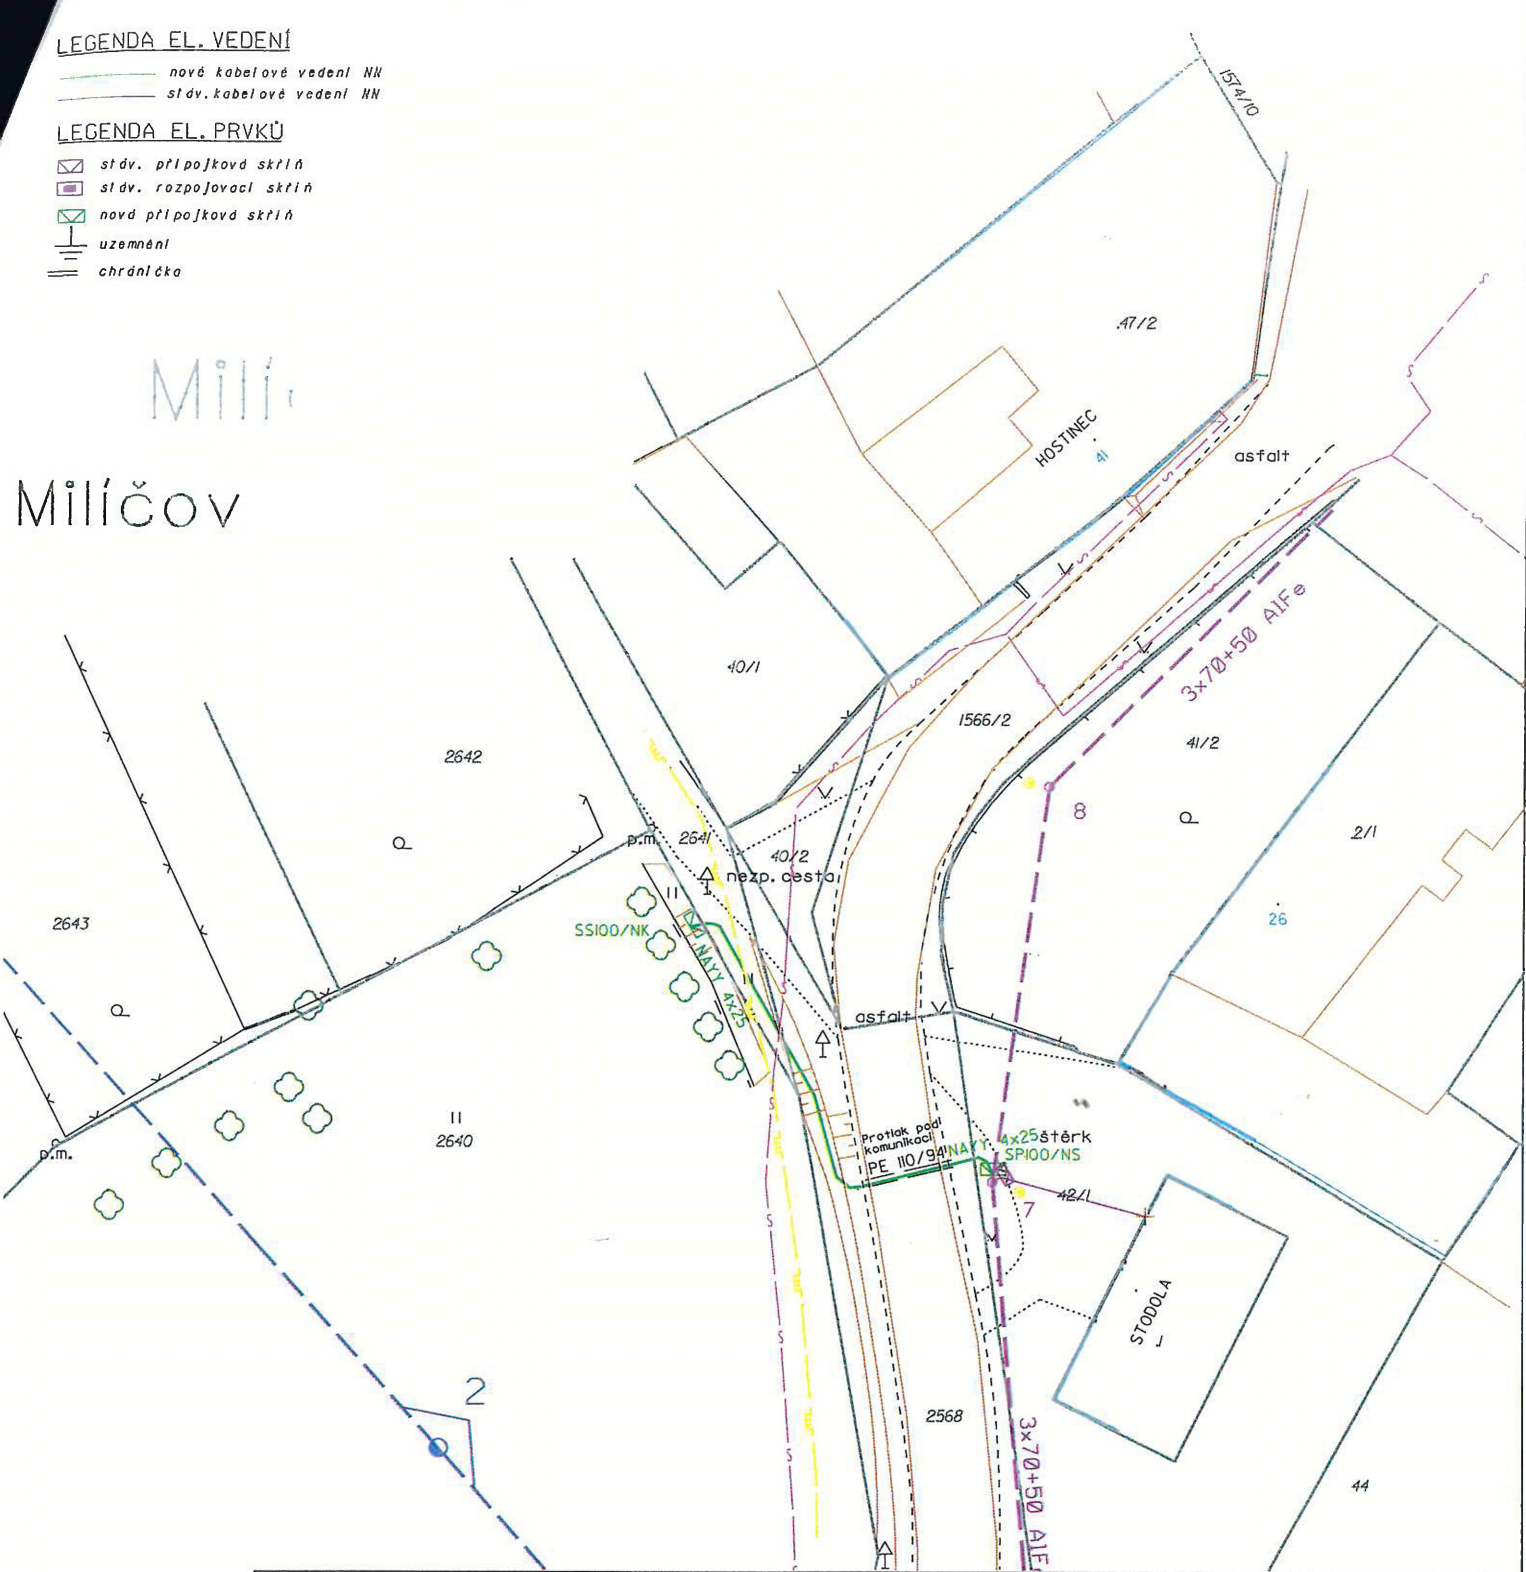 LEGENDA EL. VEDENÍ
nové kabelové vedení NN
stáv.kabelové vedení NN
LEGENDA EL. PRVKŮ
stáv. přípojková skříň
stáv. rozpojovací skříň
nová přípojková skříň
uzemnění
chránička
Milí
Milíčov
1574/10
.47/2
HOSTINEC
41
asfalt
3x70+50 AlFe
40/1
1566/2
41/2
2642
8
p.m.
2641
40/2
2/1
nezp. cesta
2643
SS100/NK
26
NAYY 4x25
asfalt
2640
p.m.
Protlak pod
komunikací
PE 110/94
NAYY 4x25
štěrk
SP100/NS
42/1
7
STODOLA
2
2568
3x70+50 AlF
44